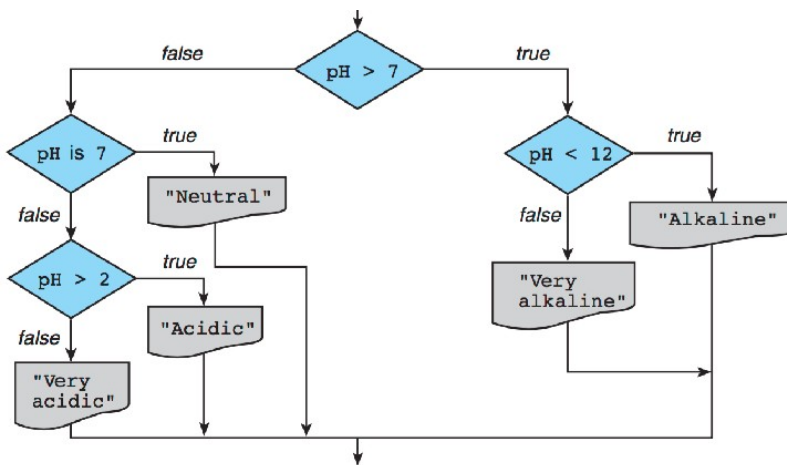 false
pH > 7
true
pH is 7
true
pH < 12
true
"Neutral"
"Alkaline"
false
false
pH > 2
true
"Very
alkaline"
"Acidic"
false
"Very
acidic"